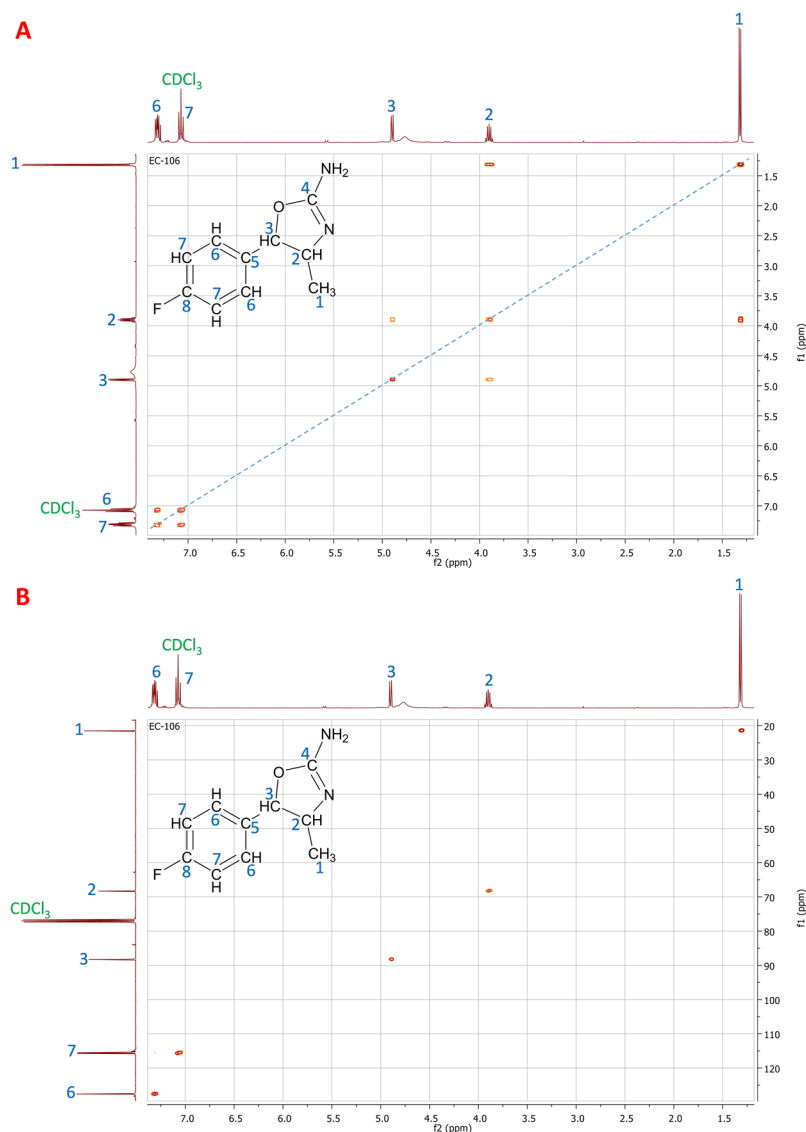 A
1
CDCl3
6
7
3
2
1
EC-106
NH2
4
O
C
N
3
H
HC
7
6
2
CH
HC
C
C
5
CH3
1
C
CH
F
8
7
6
C
H
2
3
6
CDCl3
7
1.5
2.0
2.5
3.0
3.5
4.0
4.5
5.0
5.5
6.0
6.5
7.0
f1 (ppm)
7.0 6.5 6.0 5.5 5.0 4.5 4.0 3.5 3.0 2.5 2.0 1.5
f2 (ppm)
B
1
CDCl3
6
7
3
2
1
EC-106
NH2
4
O
C
N
3
H
HC
7
6
2
CH
HC
C
C
5
CH3
1
C
CH
F
8
7
6
C
H
2
CDCl3
3
7
6
20
30
40
50
60
70
80
90
100
110
120
f1 (ppm)
7.0 6.5 6.0 5.5 5.0 4.5 4.0 3.5 3.0 2.5 2.0 1.5
f2 (ppm)